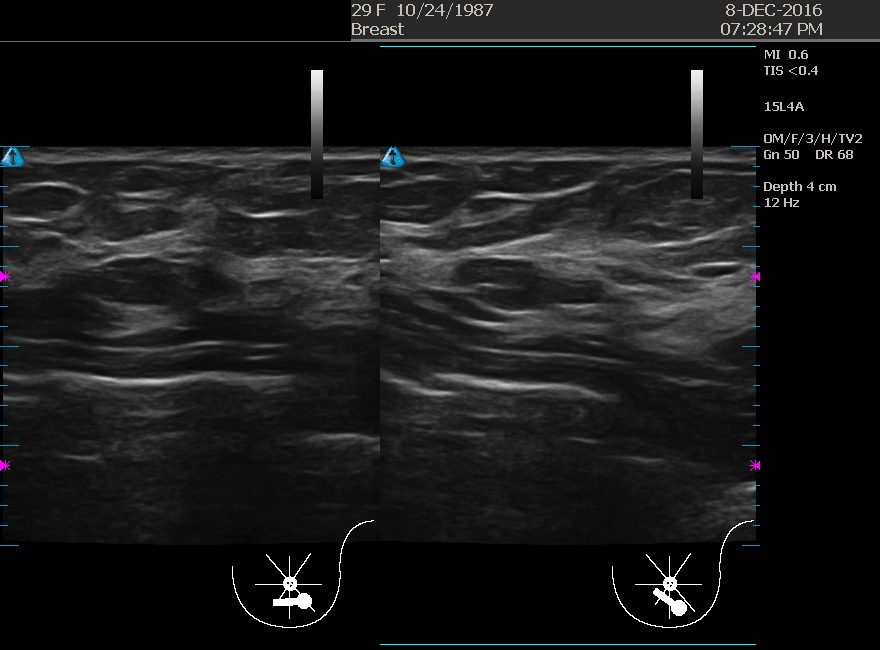 29 F 10/24/1987 8-DEC-2016
Breast 07:28:47 PM
MI 0.6
TIS <0.4
15L4A
OM/F/3/H/TV2
Gn 50 DR 68
Depth 4 cm
12 Hz